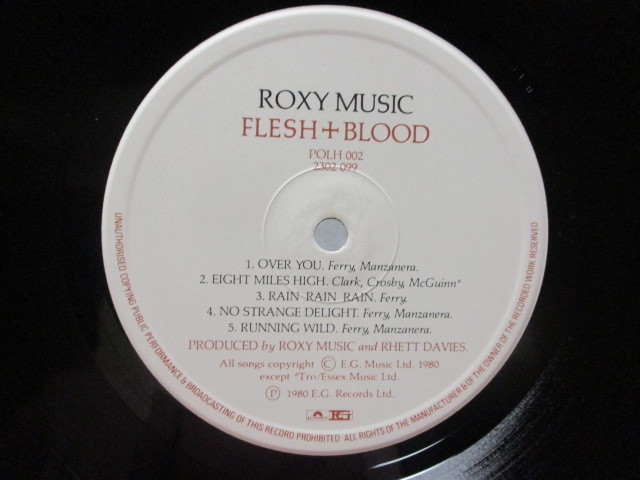 ROXY MUSIC
FLESH+BLOOD
POLH 002
2302 099
1. OVER YOU. Ferry, Manzanera.
2. EIGHT MILES HIGH. Clark, Crosby, McGuinn*
3. RAIN RAIN RAIN. Ferry.
4. NO STRANGE DELIGHT. Ferry, Manzanera.
5. RUNNING WILD. Ferry, Manzanera.
PRODUCED by ROXY MUSIC and RHETT DAVIES.
All songs copyright © E.G. Music Ltd. 1980
except *Tro/Essex Music Ltd.
℗ 1980 E.G. Records Ltd.
EG
UNAUTHORISED COPYING PUBLIC PERFORMANCE & BROADCASTING OF THIS RECORD PROHIBITED ALL RIGHTS OF THE MANUFACTURER & OF THE OWNER OF THE RECORDED WORK RESERVED